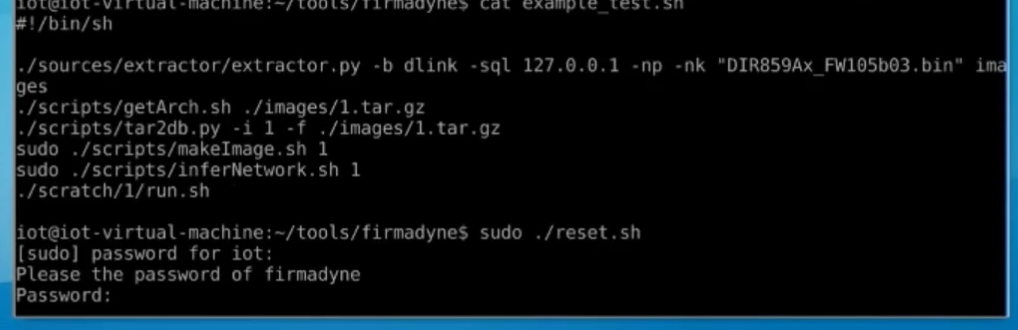 iot@iot-virtual-machine:~/tools/firmadyne$ cat example_test.sh
#!/bin/sh
./sources/extractor/extractor.py -b dlink -sql 127.0.0.1 -np -nk "DIR859Ax_FW105b03.bin" ima
ges
./scripts/getArch.sh ./images/1.tar.gz
./scripts/tar2db.py -i 1 -f ./images/1.tar.gz
sudo ./scripts/makeImage.sh 1
sudo ./scripts/inferNetwork.sh 1
./scratch/1/run.sh
iot@iot-virtual-machine:~/tools/firmadyne$ sudo ./reset.sh
[sudo] password for iot:
Please the password of firmadyne
Password: